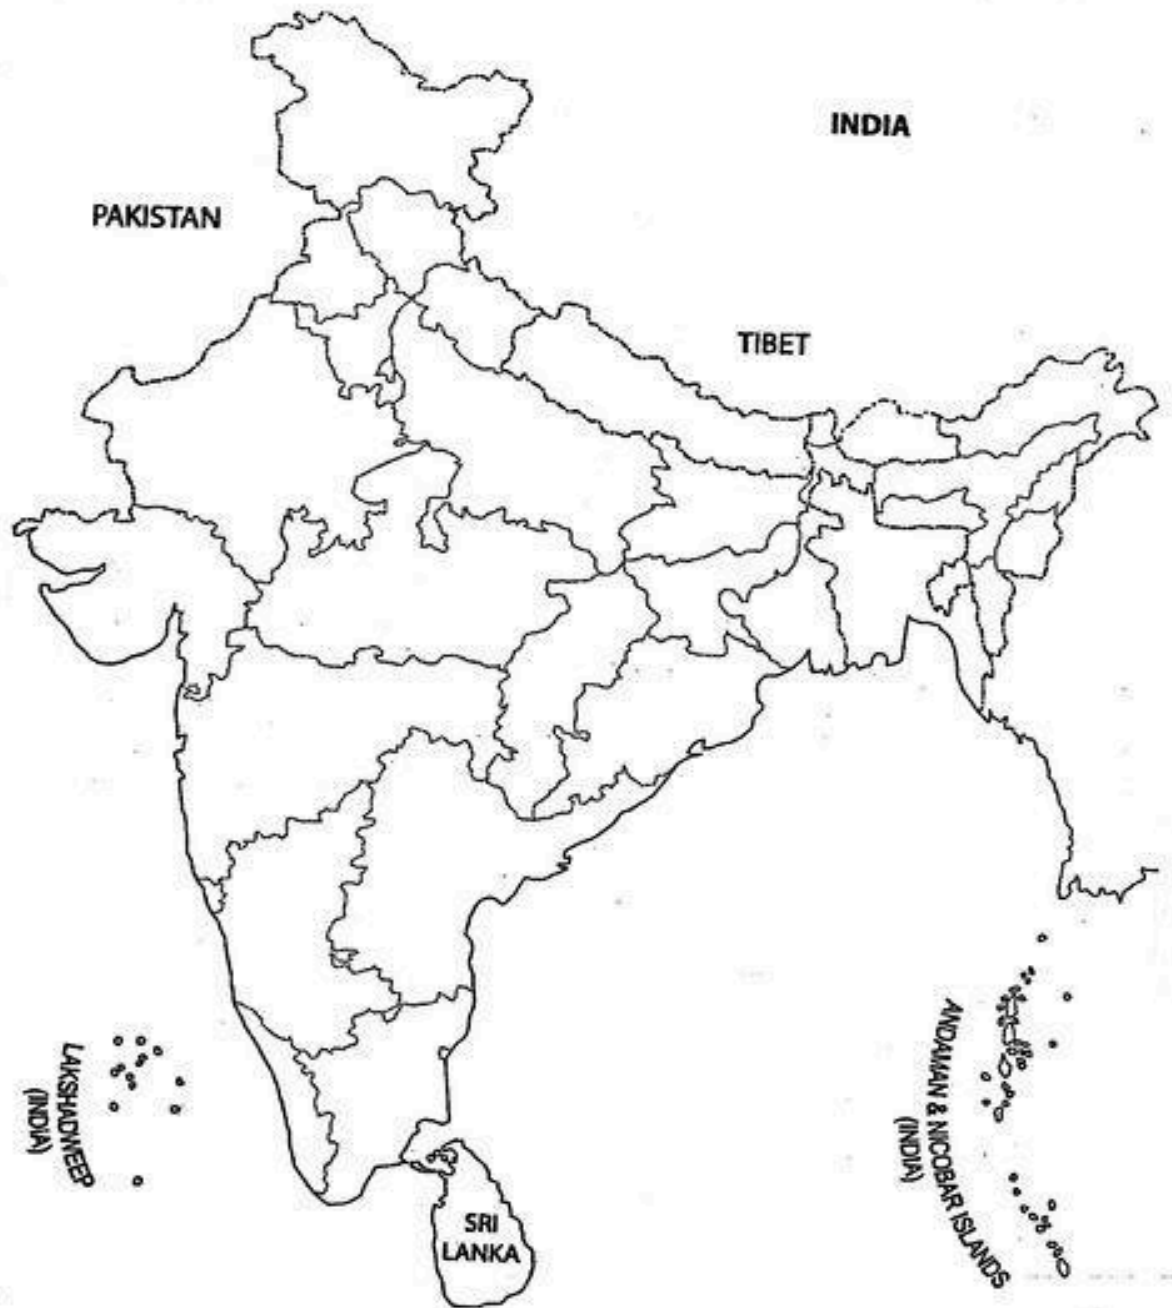 INDIA
PAKISTAN
TIBET
LAKSHADWEEP
(INDIA)
ANDAMAN & NICOBAR ISLANDS
(INDIA)
SRI
LANKA